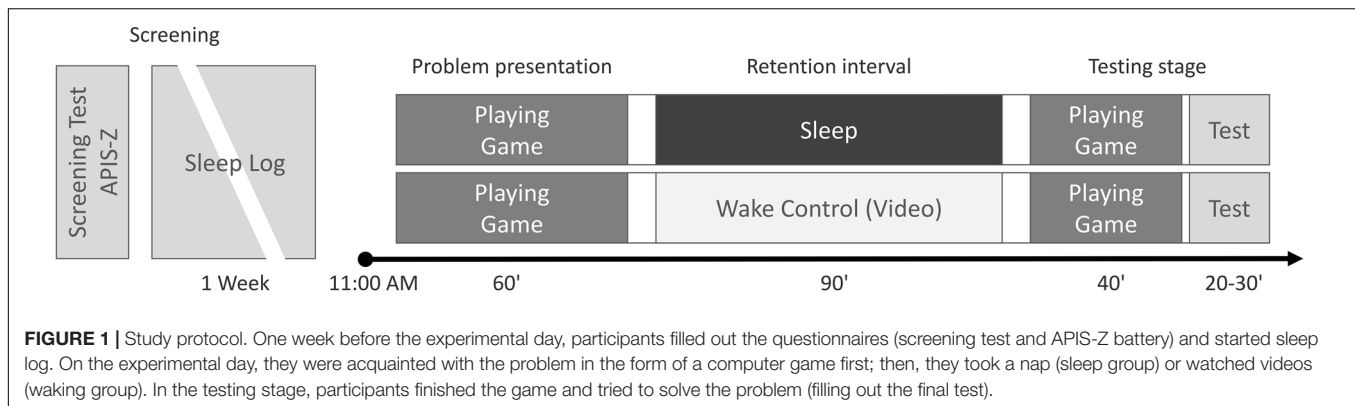 Screening
Screening Test
APIS-Z
Sleep Log
1 Week
Problem presentation
Retention interval
Testing stage
Playing
Game
Sleep
Playing
Game
Test
Playing
Game
Wake Control (Video)
Playing
Game
Test
11:00 AM
60'
90'
40'
20-30'
FIGURE 1 | Study protocol. One week before the experimental day, participants filled out the questionnaires (screening test and APIS-Z battery) and started sleep
log. On the experimental day, they were acquainted with the problem in the form of a computer game first; then, they took a nap (sleep group) or watched videos
(waking group). In the testing stage, participants finished the game and tried to solve the problem (filling out the final test).